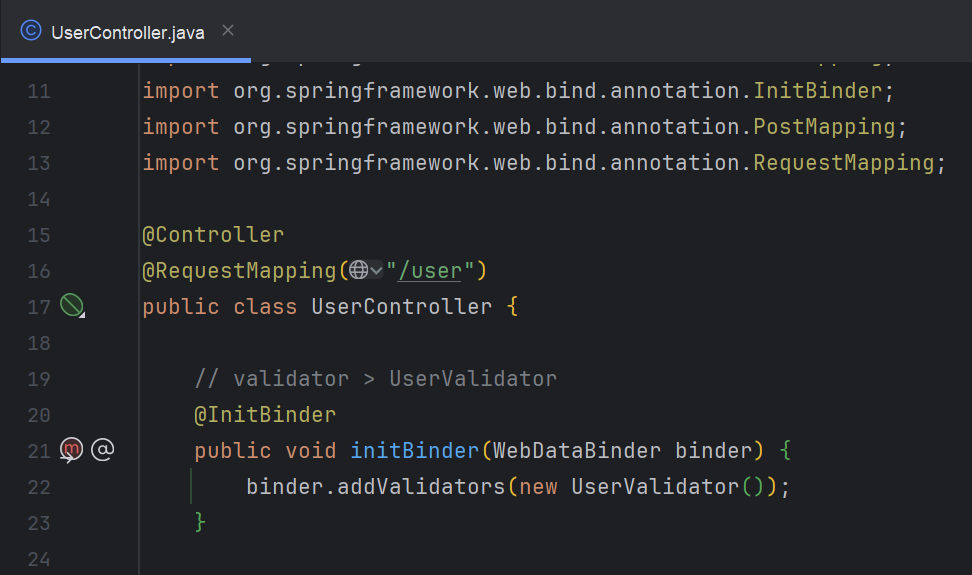 UserController.java
11 import org.springframework.web.bind.annotation.InitBinder;
12 import org.springframework.web.bind.annotation.PostMapping;
13 import org.springframework.web.bind.annotation.RequestMapping;
14
15 @Controller
16 @RequestMapping("/user")
17 public class UserController {
18
19 // validator > UserValidator
20 @InitBinder
21 public void initBinder(WebDataBinder binder) {
22 binder.addValidators(new UserValidator());
23 }
24